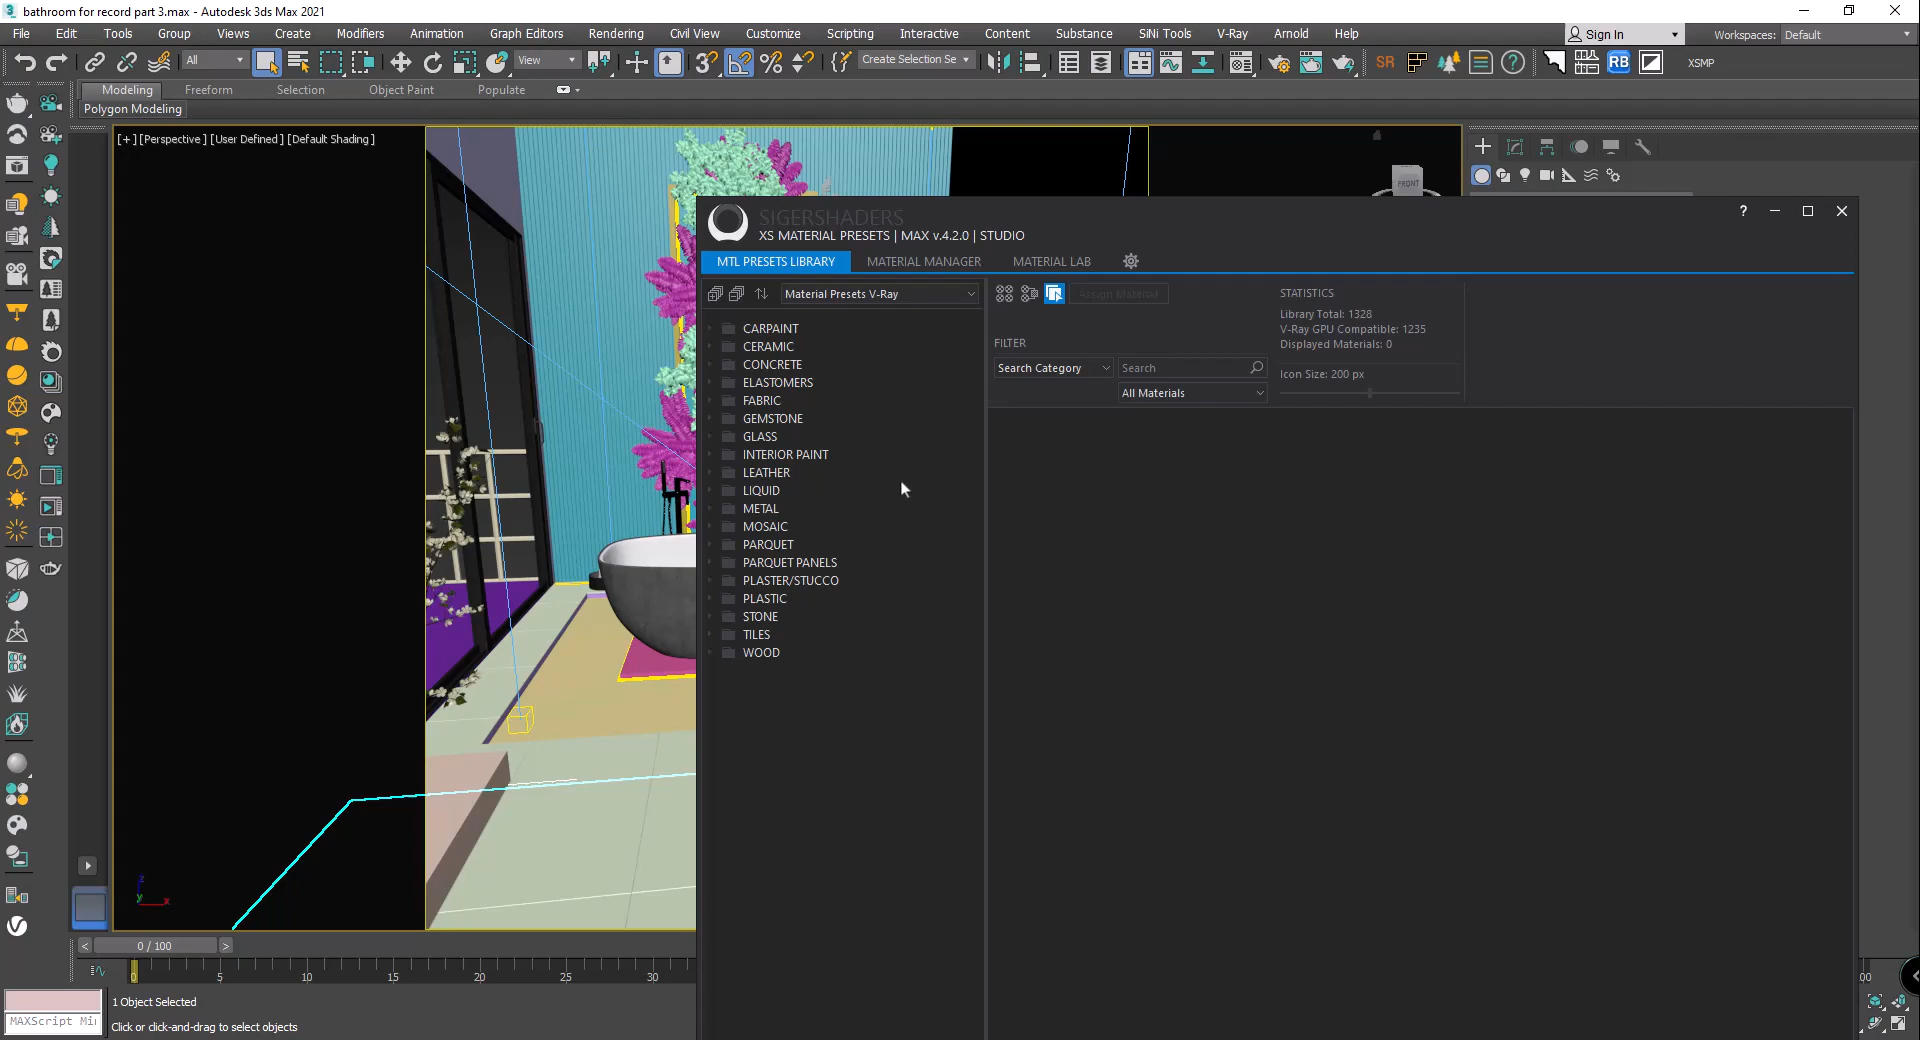 bathroom for record part 3.max - Autodesk 3ds Max 2021
File Edit Tools Group Views Create Modifiers Animation Graph Editors Rendering Civil View Customize Scripting Interactive Content Substance SiNi Tools V-Ray Arnold Help Sign In Workspaces: Default
All View Create Selection Se SR RB XSMP
Modeling Freeform Selection Object Paint Populate
Polygon Modeling
[+] [Perspective ] [User Defined ] [Default Shading ]
FRONT
SIGERSHADERS
XS MATERIAL PRESETS | MAX v.4.2.0 | STUDIO
?
MTL PRESETS LIBRARY MATERIAL MANAGER MATERIAL LAB
Material Presets V-Ray
Assign Material
STATISTICS
Library Total: 1328
V-Ray GPU Compatible: 1235
Displayed Materials: 0
Icon Size: 200 px
FILTER
Search Category Search
All Materials
CARPAINT
CERAMIC
CONCRETE
ELASTOMERS
FABRIC
GEMSTONE
GLASS
INTERIOR PAINT
LEATHER
LIQUID
METAL
MOSAIC
PARQUET
PARQUET PANELS
PLASTER/STUCCO
PLASTIC
STONE
TILES
WOOD
z
y x
< 0 / 100 >
0 5 10 15 20 25 30 00
1 Object Selected
MAXScript Mi
Click or click-and-drag to select objects